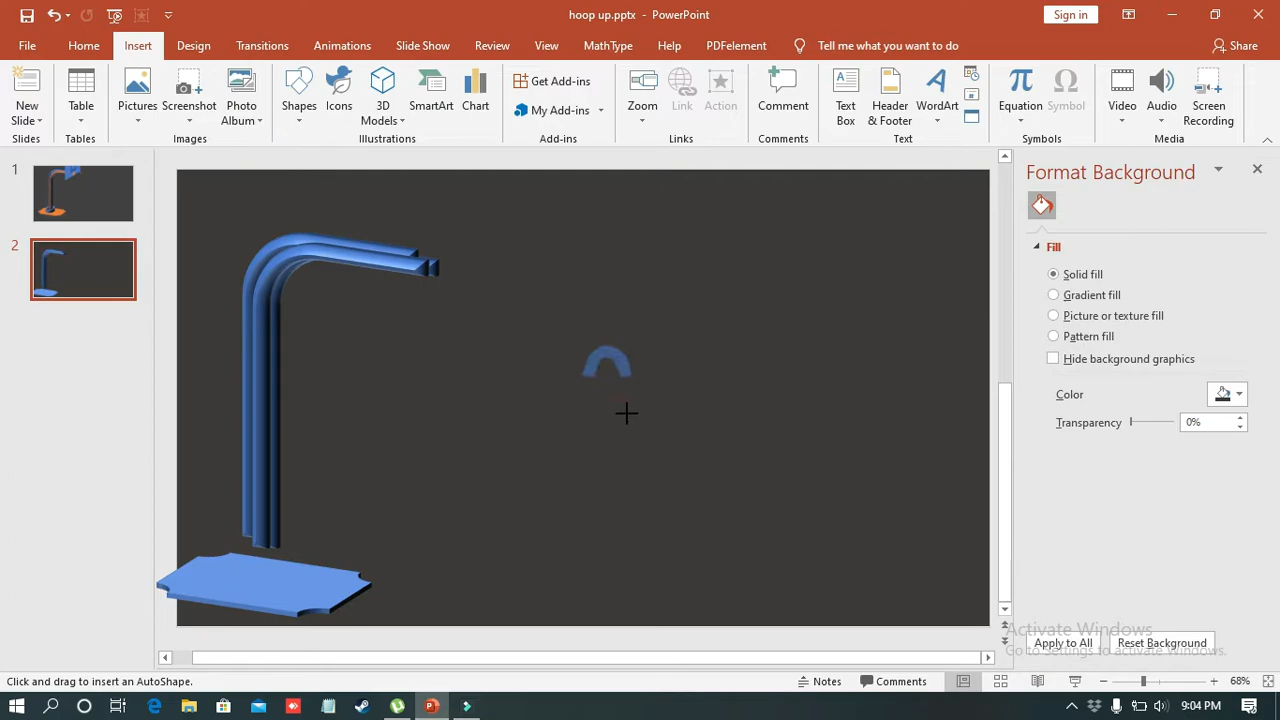 hoop up.pptx - PowerPoint
Sign in
File Home Insert Design Transitions Animations Slide Show Review View MathType Help PDFelement Tell me what you want to do Share
New Slide
Table
Pictures
Screenshot
Photo Album
Shapes
Icons
3D Models
SmartArt
Chart
Get Add-ins
My Add-ins
Zoom
Link
Action
Comment
Text Box
Header & Footer
WordArt
Equation
Symbol
Video
Audio
Screen Recording
Slides Tables Images Illustrations Add-ins Links Comments Text Symbols Media
1
2
Format Background
Fill
Solid fill
Gradient fill
Picture or texture fill
Pattern fill
Hide background graphics
Color
Transparency 0%
Activate Windows
Go to Settings to activate Windows.
Apply to All Reset Background
Click and drag to insert an AutoShape. Notes Comments 68%
9:04 PM